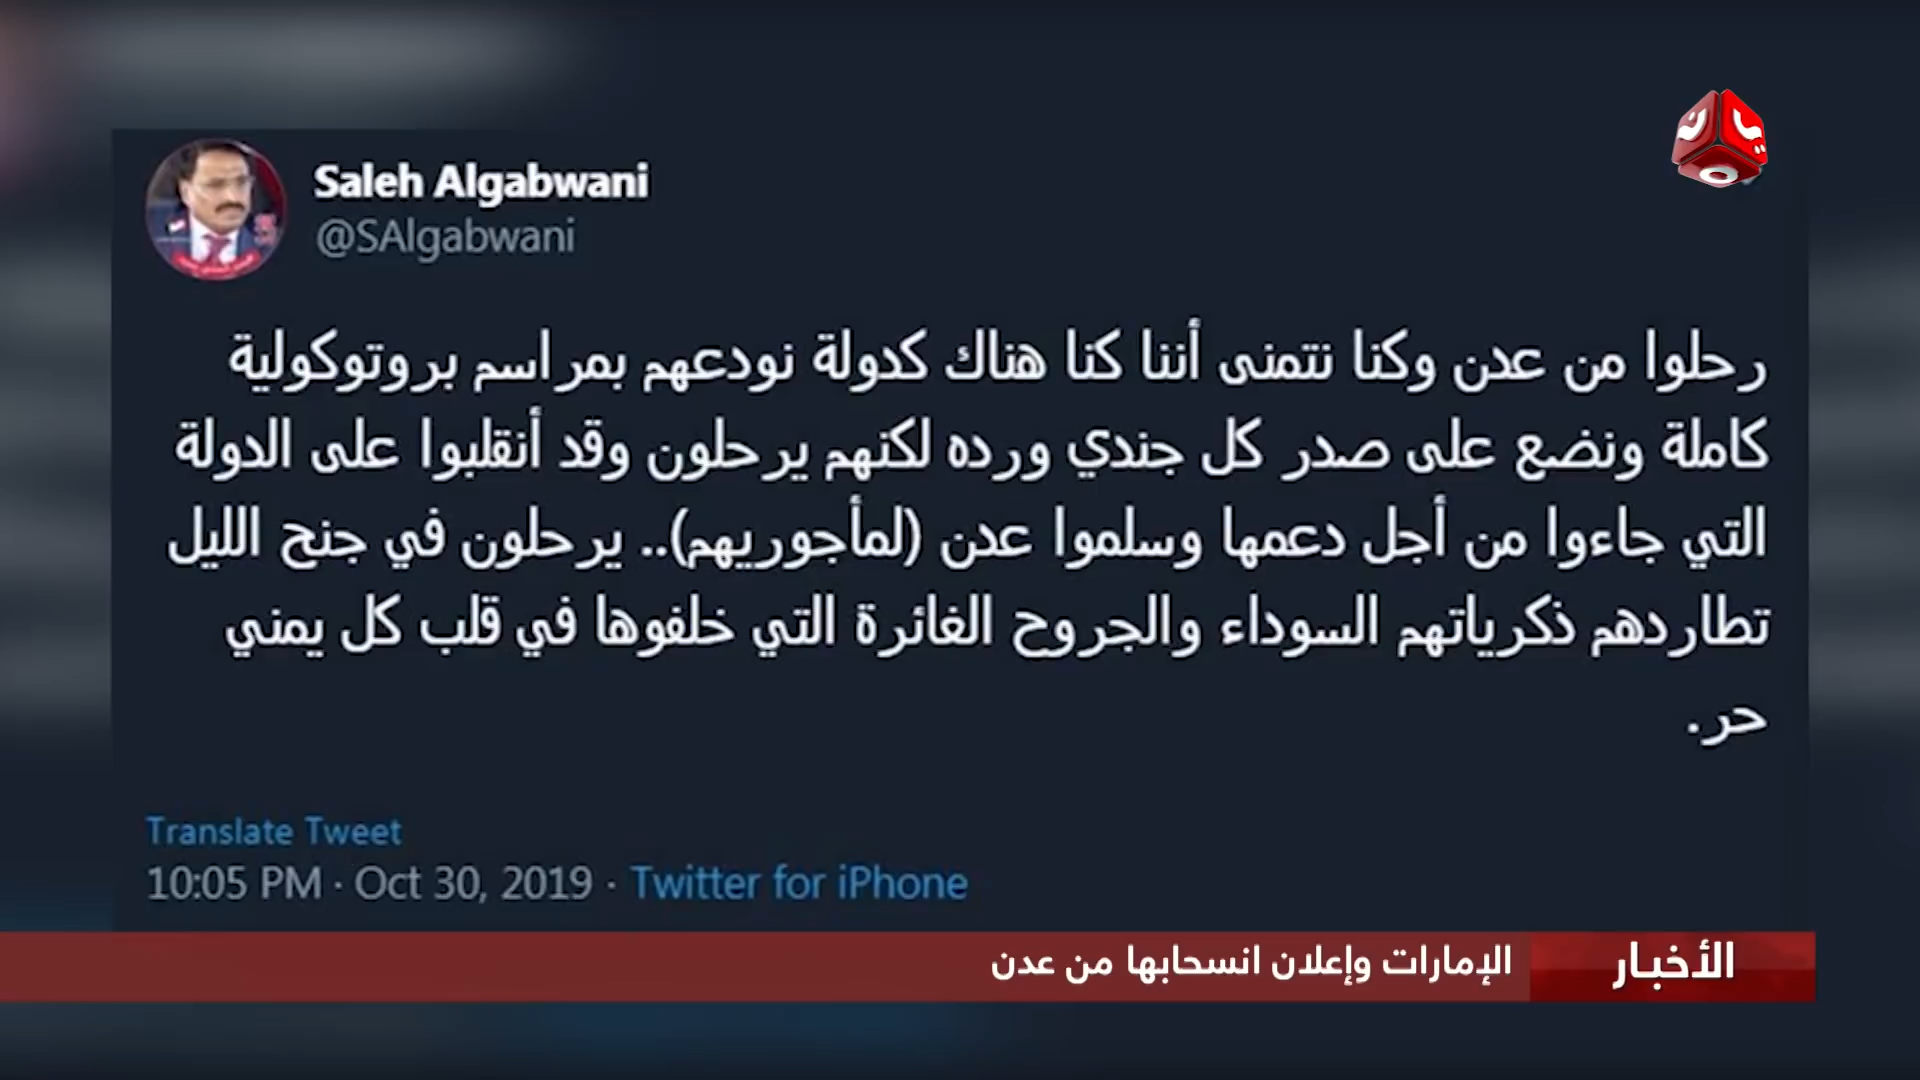 Saleh Algabwani
@SAlgabwani
رحلوا من عدن وكنا نتمنى أننا كنا هناك كدولة نودعهم بمراسم بروتوكولية
كاملة ونضع على صدر كل جندي ورده لكنهم يرحلون وقد أنقلبوا على الدولة
التي جاءوا من أجل دعمها وسلموا عدن (لمأجوريهم).. يرحلون في جنح الليل
تطاردهم ذكرياتهم السوداء والجروح الغائرة التي خلفوها في قلب كل يمني
حر.
Translate Tweet
10:05 PM · Oct 30, 2019 · Twitter for iPhone
الأخبار
الإمارات وإعلان انسحابها من عدن